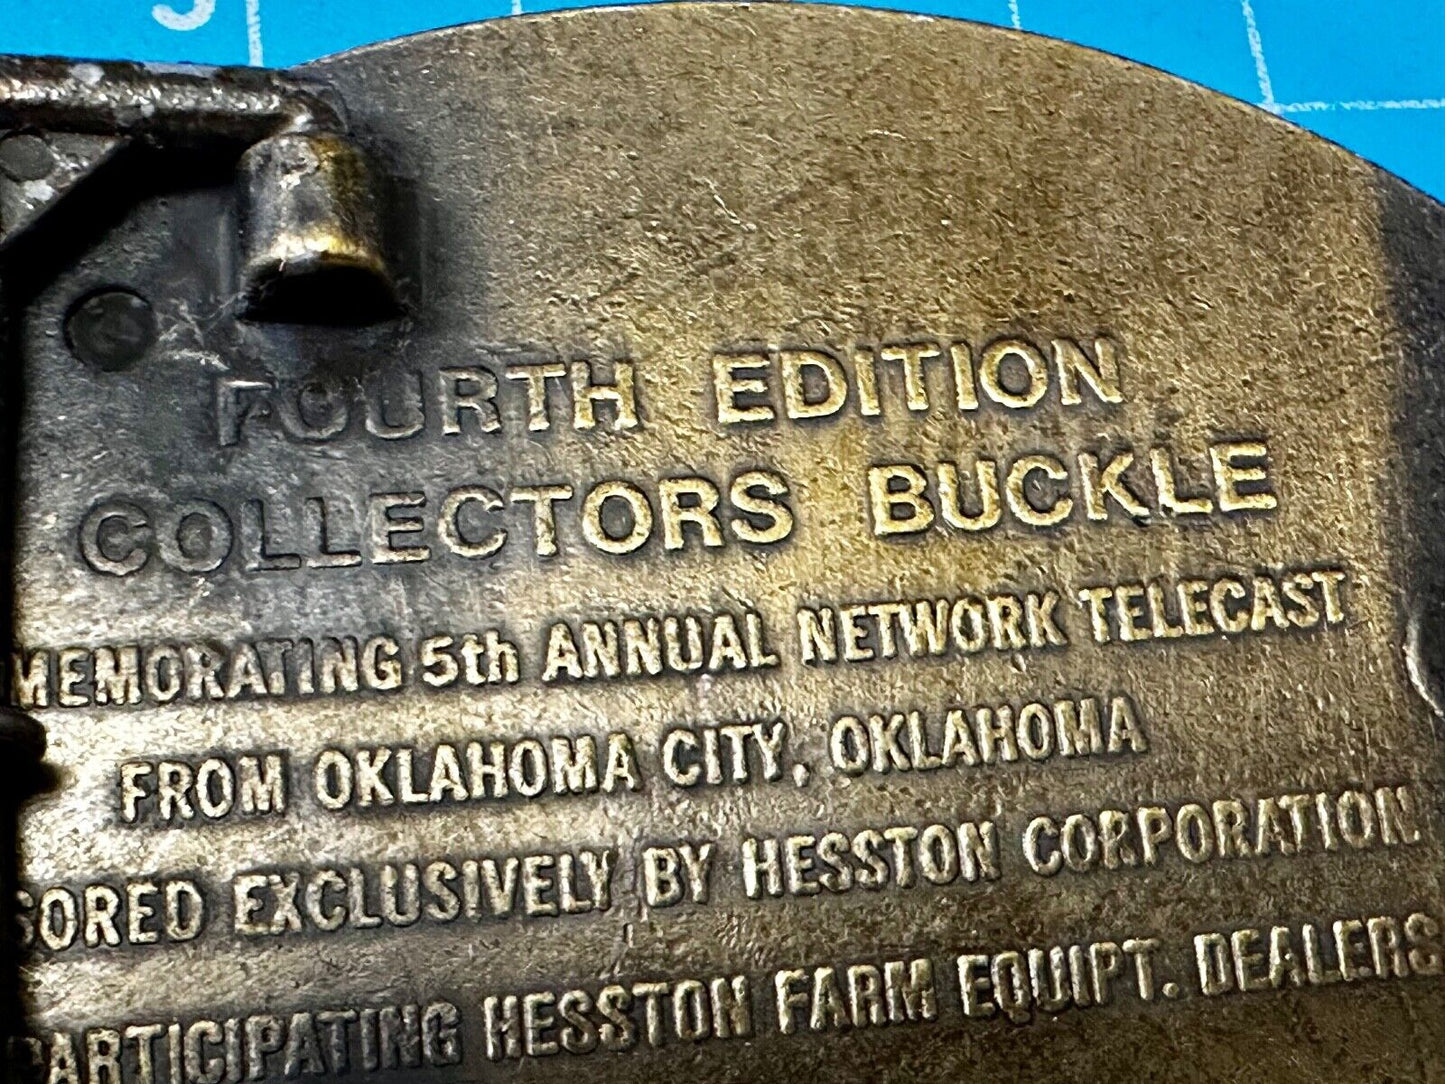 FOURTH EDITION
COLLECTORS BUCKLE
MEMORATING 5th ANNUAL NETWORK TELECAST
FROM OKLAHOMA CITY, OKLAHOMA
SORED EXCLUSIVELY BY HESSTON CORPORATION
PARTICIPATING HESSTON FARM EQUIPT. DEALERS